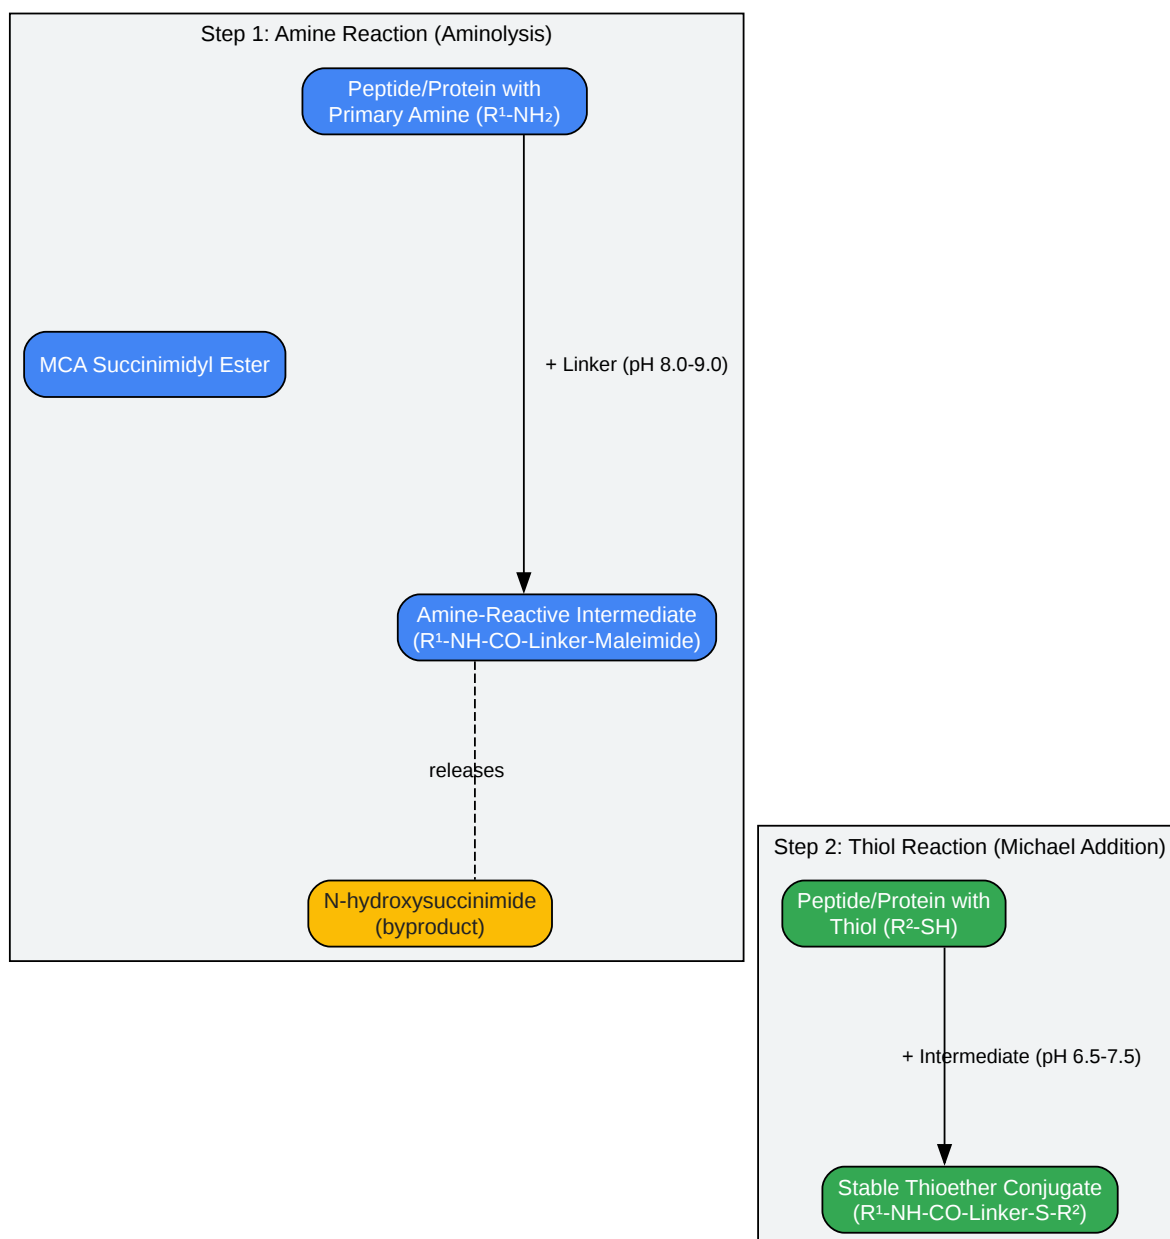 Step 1: Amine Reaction (Aminolysis)
Peptide/Protein with
Primary Amine (R¹-NH₂)
MCA Succinimidyl Ester
+ Linker (pH 8.0-9.0)
Amine-Reactive Intermediate
(R¹-NH-CO-Linker-Maleimide)
releases
N-hydroxysuccinimide
(byproduct)
Step 2: Thiol Reaction (Michael Addition)
Peptide/Protein with
Thiol (R²-SH)
+ Intermediate (pH 6.5-7.5)
Stable Thioether Conjugate
(R¹-NH-CO-Linker-S-R²)